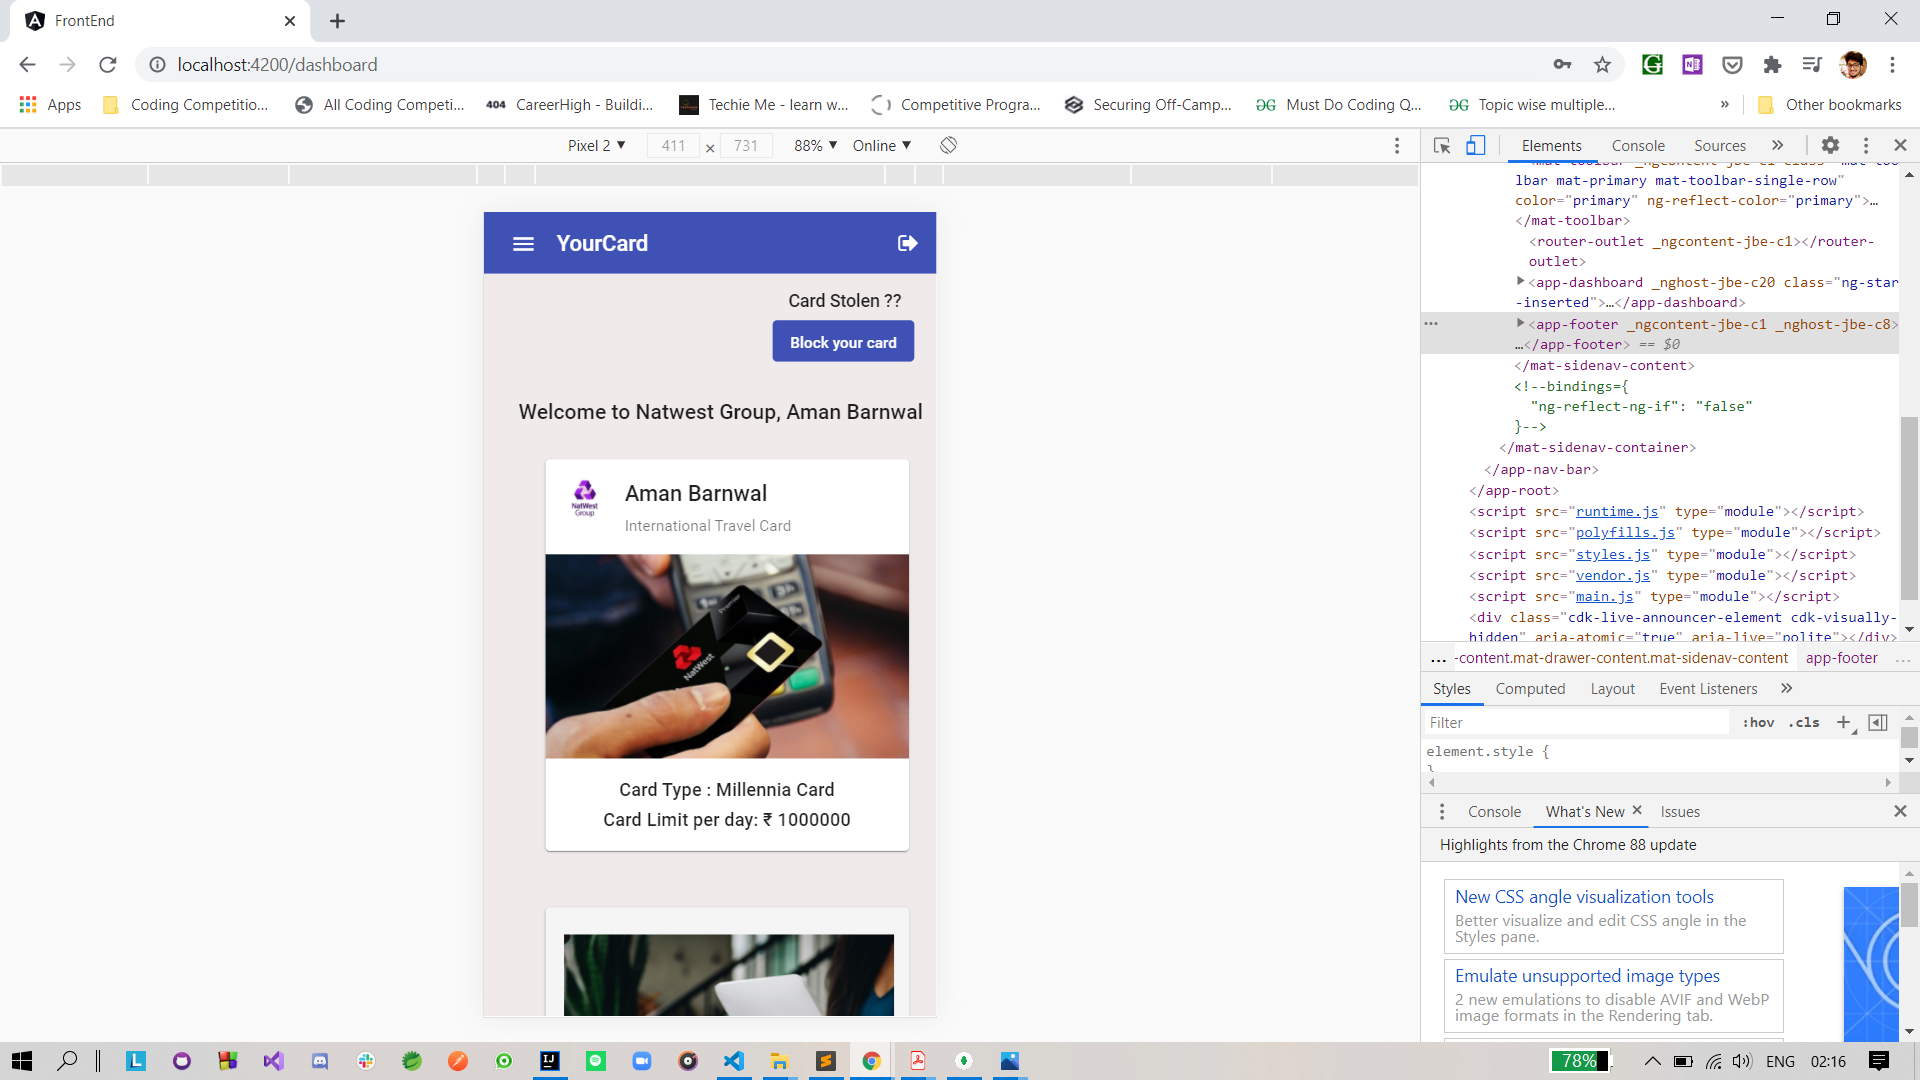 FrontEnd
localhost:4200/dashboard
Apps
Coding Competitio...
All Coding Competi...
404 CareerHigh - Buildi...
Techie Me - learn w...
Competitive Progra...
Securing Off-Camp...
Must Do Coding Q...
Topic wise multiple...
»
Other bookmarks
Pixel 2 ▼ 411 × 731 88% ▼ Online ▼
YourCard
Card Stolen ??
Block your card
Welcome to Natwest Group, Aman Barnwal
NatWest
Group
Aman Barnwal
International Travel Card
Premier
NatWest
Card Type : Millennia Card
Card Limit per day: ₹ 1000000
Elements Console Sources »
lbar mat-primary mat-toolbar-single-row"
color="primary" ng-reflect-color="primary">…
</mat-toolbar>
<router-outlet _ngcontent-jbe-c1></router-
outlet>
<app-dashboard _nghost-jbe-c20 class="ng-star
-inserted">…</app-dashboard>
<app-footer _ngcontent-jbe-c1 _nghost-jbe-c8>
…</app-footer> == $0
</mat-sidenav-content>
<!--bindings={
"ng-reflect-ng-if": "false"
}-->
</mat-sidenav-container>
</app-nav-bar>
</app-root>
<script src="runtime.js" type="module"></script>
<script src="polyfills.js" type="module"></script>
<script src="styles.js" type="module"></script>
<script src="vendor.js" type="module"></script>
<script src="main.js" type="module"></script>
<div class="cdk-live-announcer-element cdk-visually-
hidden" aria-atomic="true" aria-live="polite"></div>
... -content.mat-drawer-content.mat-sidenav-content app-footer ...
Styles Computed Layout Event Listeners »
Filter :hov .cls +
element.style {
}
Console What's New × Issues
Highlights from the Chrome 88 update
New CSS angle visualization tools
Better visualize and edit CSS angle in the
Styles pane.
Emulate unsupported image types
2 new emulations to disable AVIF and WebP
image formats in the Rendering tab.
78% ENG 02:16